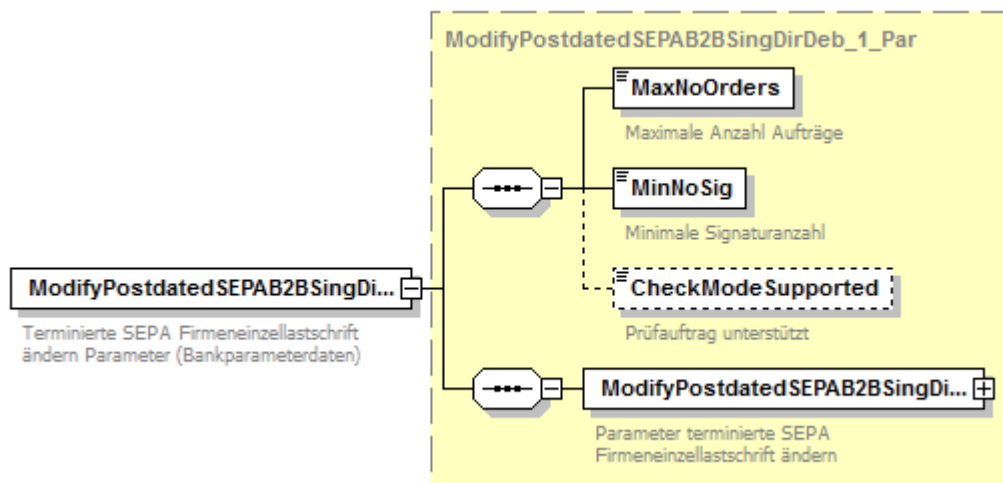 ModifyPostdatedSEPAB2BSingDirDeb_1_Par
MaxNoOrders
Maximale Anzahl Aufträge
MinNoSig
Minimale Signaturanzahl
CheckModeSupported
Prüfauftrag unterstützt
ModifyPostdatedSEPAB2BSingDi...
Terminierte SEPA Firmeneinzellastschrift
ändern Parameter (Bankparameterdaten)
ModifyPostdatedSEPAB2BSingDi...
Parameter terminierte SEPA
Firmeneinzellastschrift ändern